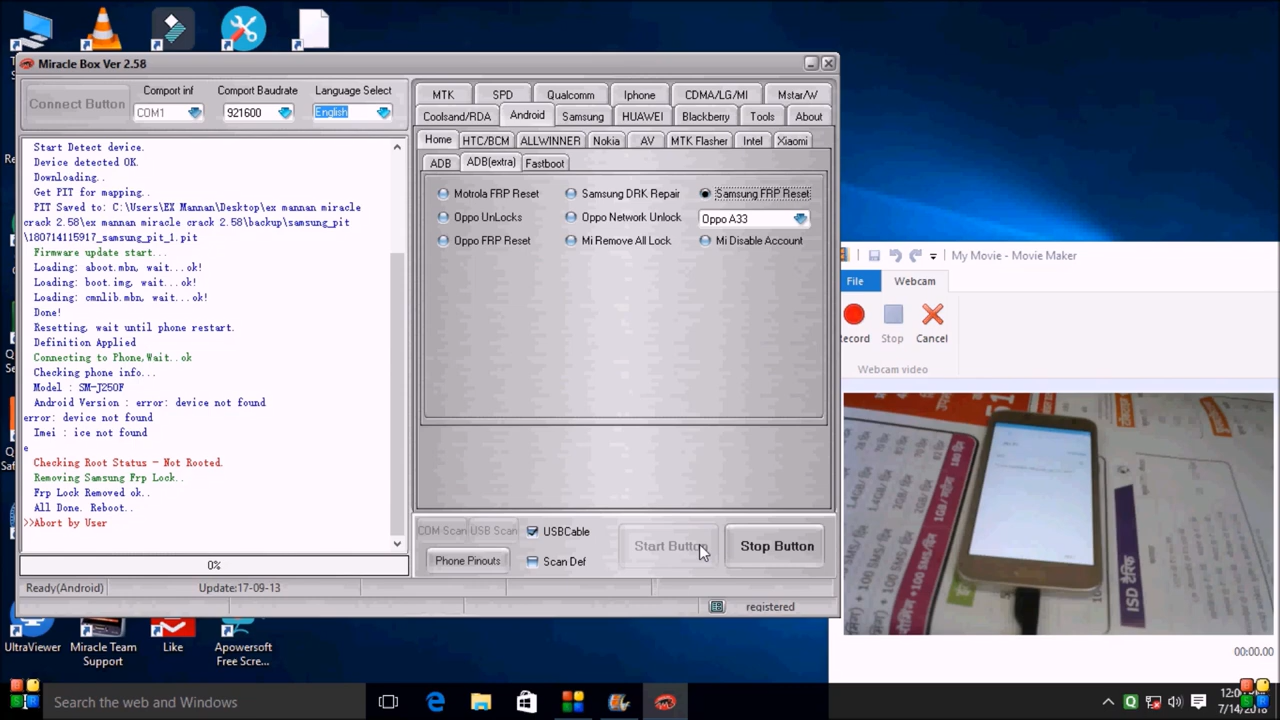 Miracle Box Ver 2.58
Connect Button
Comport inf
Comport Baudrate
Language Select
COM1
921600
English
Start Detect device.
Device detected OK.
Downloading..
Get PIT for mapping..
PIT Saved to: C:\Users\EX Mannan\Desktop\ex mannan miracle
crack 2.58\ex mannan miracle crack 2.58\backup\samsung_pit
\180714115917_samsung_pit_1.pit
Firmware update start...
Loading: aboot.mbn, wait...ok!
Loading: boot.img, wait...ok!
Loading: cmnlib.mbn, wait...ok!
Done!
Resetting, wait until phone restart.
Definition Applied
Connecting to Phone,Wait..ok
Checking phone info...
Model : SM-J250F
Android Version : error: device not found
error: device not found
Imei : ice not found
e
Checking Root Status - Not Rooted.
Removing Samsung Frp Lock..
Frp Lock Removed ok..
All Done. Reboot..
>>Abort by User
0%
Ready(Android)
Update:17-09-13
MTK
SPD
Qualcomm
Iphone
CDMA/LG/MI
Mstar/W
Coolsand/RDA
Android
Samsung
HUAWEI
Blackberry
Tools
About
Home
HTC/BCM
ALLWINNER
Nokia
AV
MTK Flasher
Intel
Xiaomi
ADB
ADB(extra)
Fastboot
Motrola FRP Reset
Samsung DRK Repair
Samsung FRP Reset
Oppo UnLocks
Oppo Network Unlock
Oppo A33
Oppo FRP Reset
Mi Remove All Lock
Mi Disable Account
COM Scan
USB Scan
USBCable
Start Button
Stop Button
Phone Pinouts
Scan Def
registered
My Movie - Movie Maker
File
Webcam
ecord
Stop
Cancel
Webcam video
ISD टैरिफ
00:00.00
UltraViewer
Miracle Team
Support
Like
Apowersoft
Free Scre...
Search the web and Windows
7/14/2018